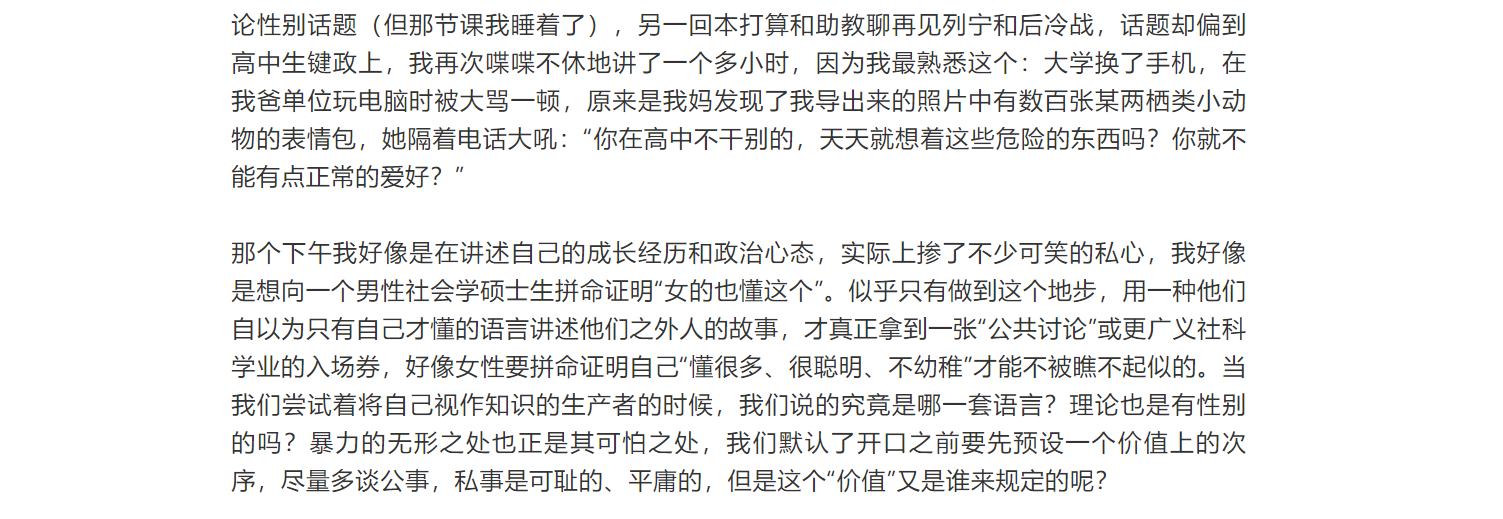 论性别话题（但那节课我睡着了），另一回本打算和助教聊再见列宁和后冷战，话题却偏到
高中生键政上，我再次喋喋不休地讲了一个多小时，因为我最熟悉这个：大学换了手机，在
我爸单位玩电脑时被大骂一顿，原来是我妈发现了我导出来的照片中有数百张某两栖类小动
物的表情包，她隔着电话大吼：“你在高中不干别的，天天就想着这些危险的东西吗？你就不
能有点正常的爱好？”
那个下午我好像是在讲述自己的成长经历和政治心态，实际上掺了不少可笑的私心，我好像
是想向一个男性社会学硕士生拼命证明“女的也懂这个”。似乎只有做到这个地步，用一种他们
自以为只有自己才懂的语言讲述他们之外人的故事，才真正拿到一张“公共讨论”或更广义社科
学业的入场券，好像女性要拼命证明自己“懂很多、很聪明、不幼稚”才能不被瞧不起似的。当
我们尝试着将自己视作知识的生产者的时候，我们说的究竟是哪一套语言？理论也是有性别
的吗？暴力的无形之处也正是其可怕之处，我们默认了开口之前要先预设一个价值上的次
序，尽量多谈公事，私事是可耻的、平庸的，但是这个“价值”又是谁来规定的呢？